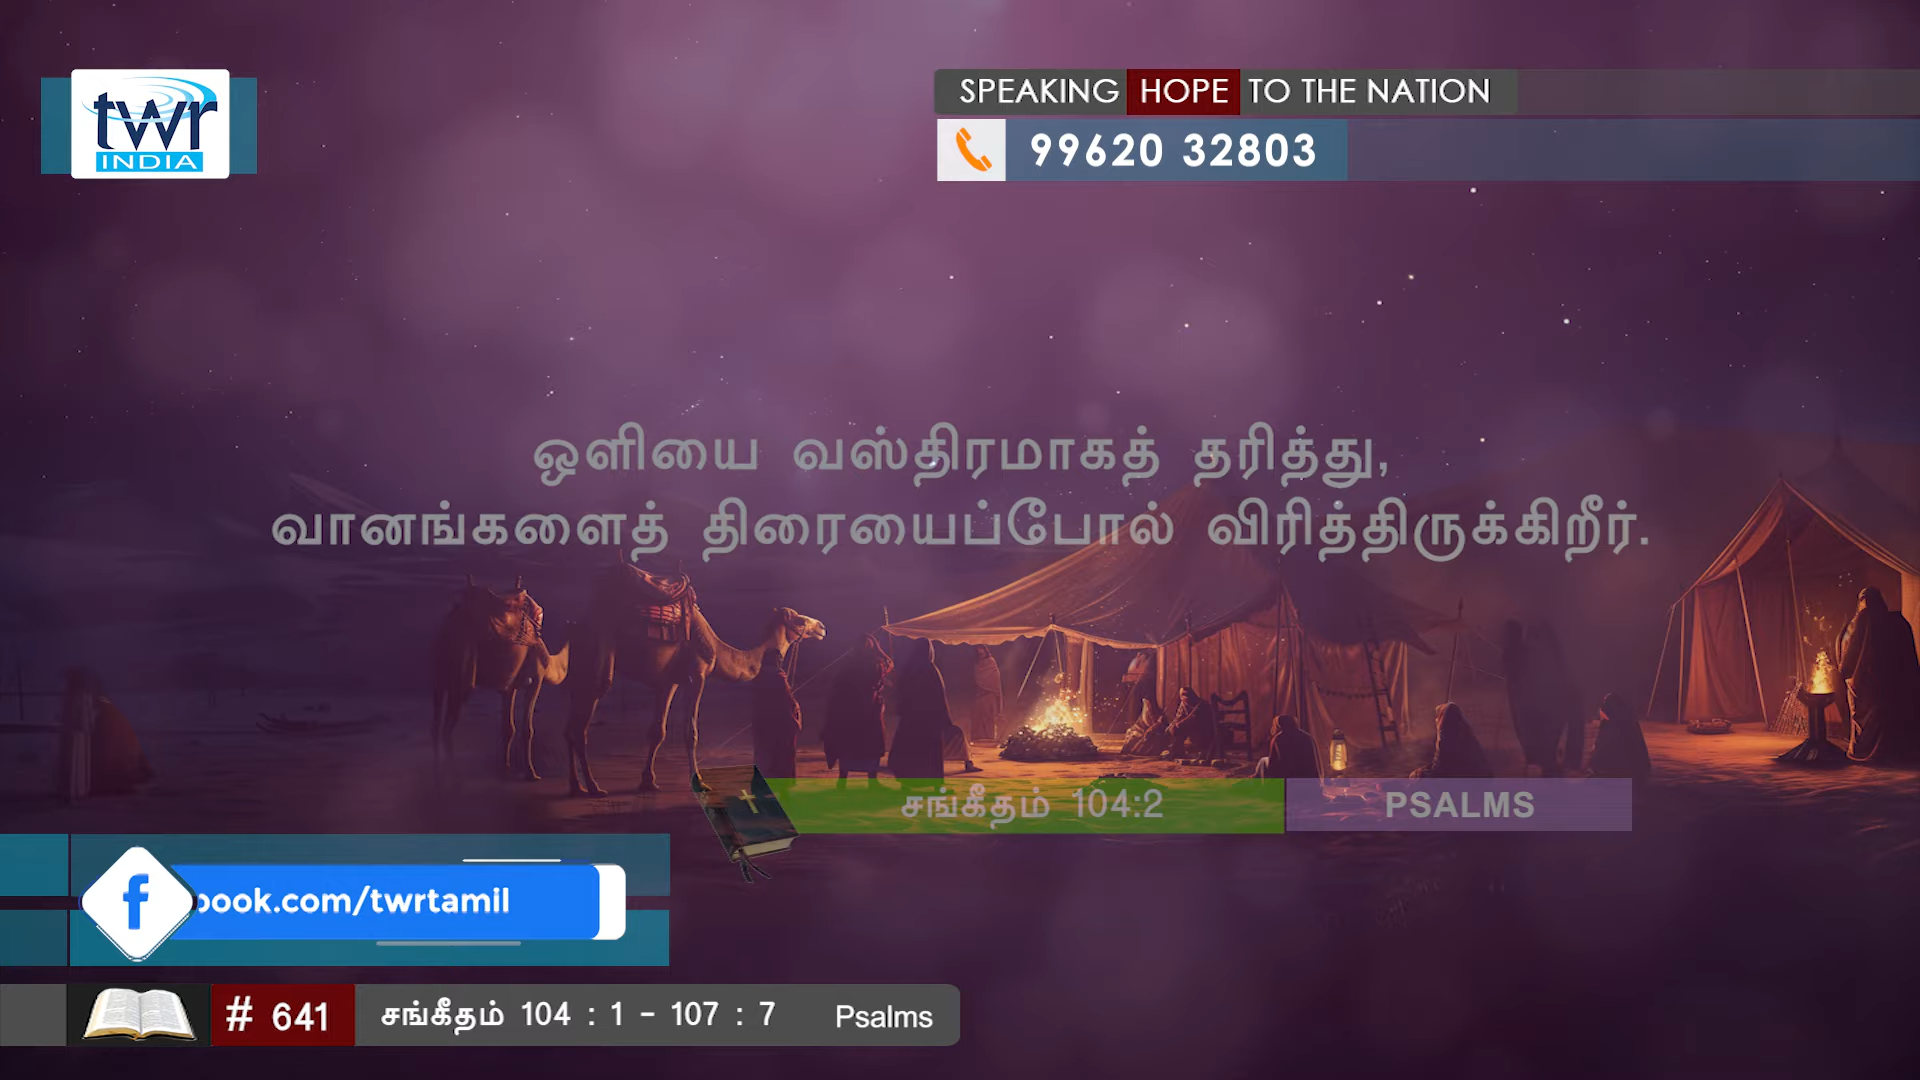 twr
INDIA
SPEAKING HOPE TO THE NATION
99620 32803
ஒளியை வஸ்திரமாகத் தரித்து,
வானங்களைத் திரையைப்போல் விரித்திருக்கிறீர்.
சங்கீதம் 104:2 PSALMS
book.com/twrtamil
# 641 சங்கீதம் 104 : 1 - 107 : 7 Psalms